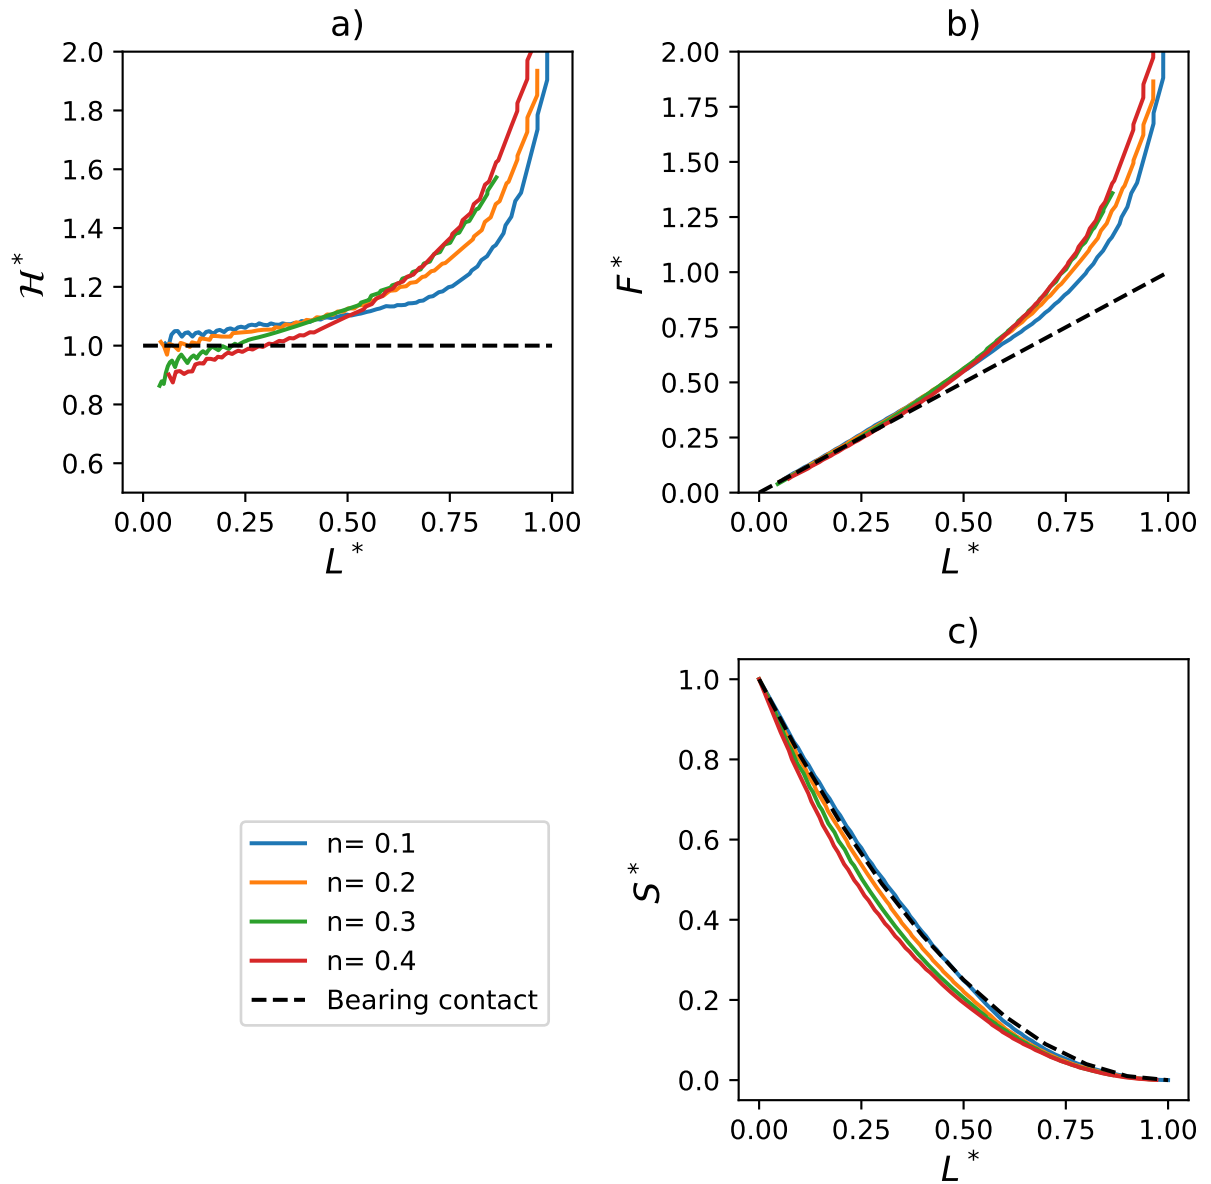 a)
2.0
1.8
1.6
1.4
1.2
1.0
0.8
0.6
ℋ*
0.00 0.25 0.50 0.75 1.00
L*
b)
2.00
1.75
1.50
1.25
1.00
0.75
0.50
0.25
0.00
F*
0.00 0.25 0.50 0.75 1.00
L*
n= 0.1
n= 0.2
n= 0.3
n= 0.4
Bearing contact
c)
1.0
0.8
0.6
0.4
0.2
0.0
S*
0.00 0.25 0.50 0.75 1.00
L*